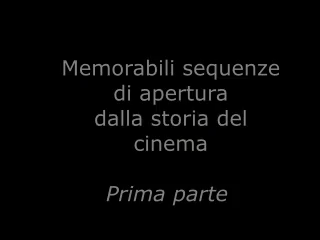 Memorabili sequenze
di apertura
dalla storia del
cinema
Prima parte